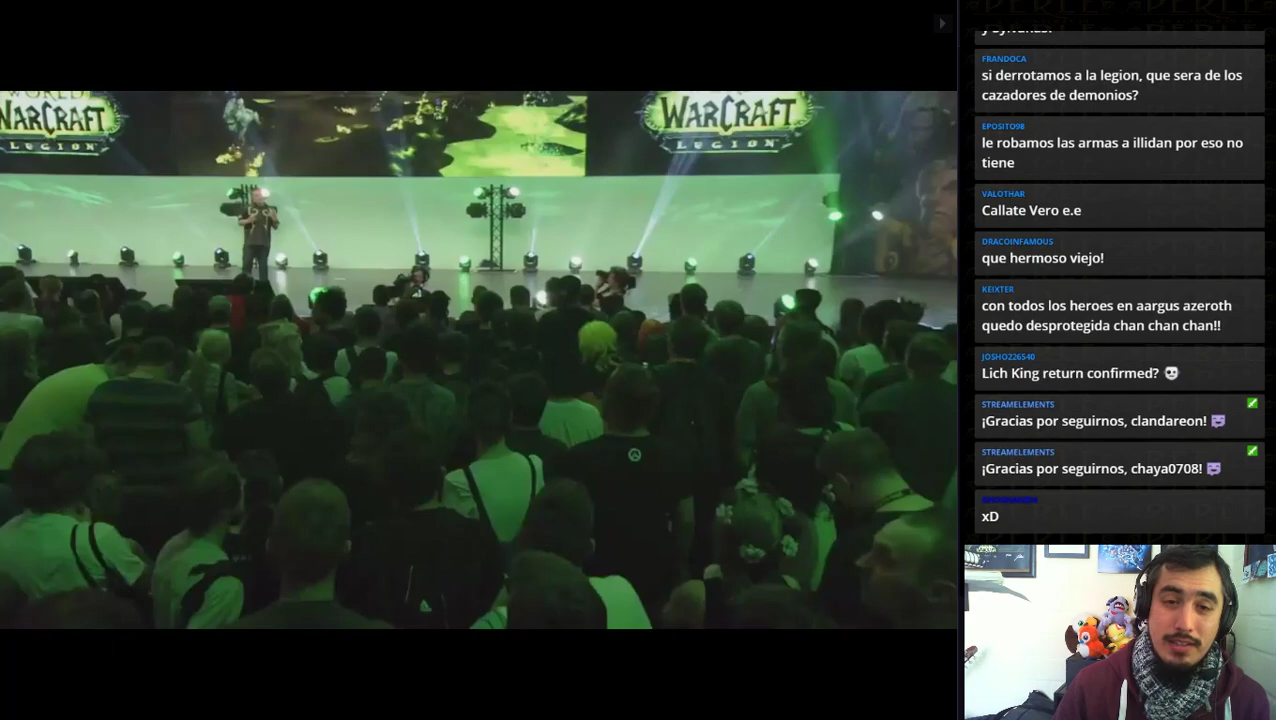 WORLD
WARCRAFT
LEGION
WARCRAFT
LEGION
y Sylvanas?
FRANDOCA
si derrotamos a la legion, que sera de los
cazadores de demonios?
EPOSITO98
le robamos las armas a illidan por eso no
tiene
VALOTHAR
Callate Vero e.e
DRACOINFAMOUS
que hermoso viejo!
KEIXTER
con todos los heroes en aargus azeroth
quedo desprotegida chan chan chan!!
JOSHO226540
Lich King return confirmed?
STREAMELEMENTS
¡Gracias por seguirnos, clandareon!
STREAMELEMENTS
¡Gracias por seguirnos, chaya0708!
xD